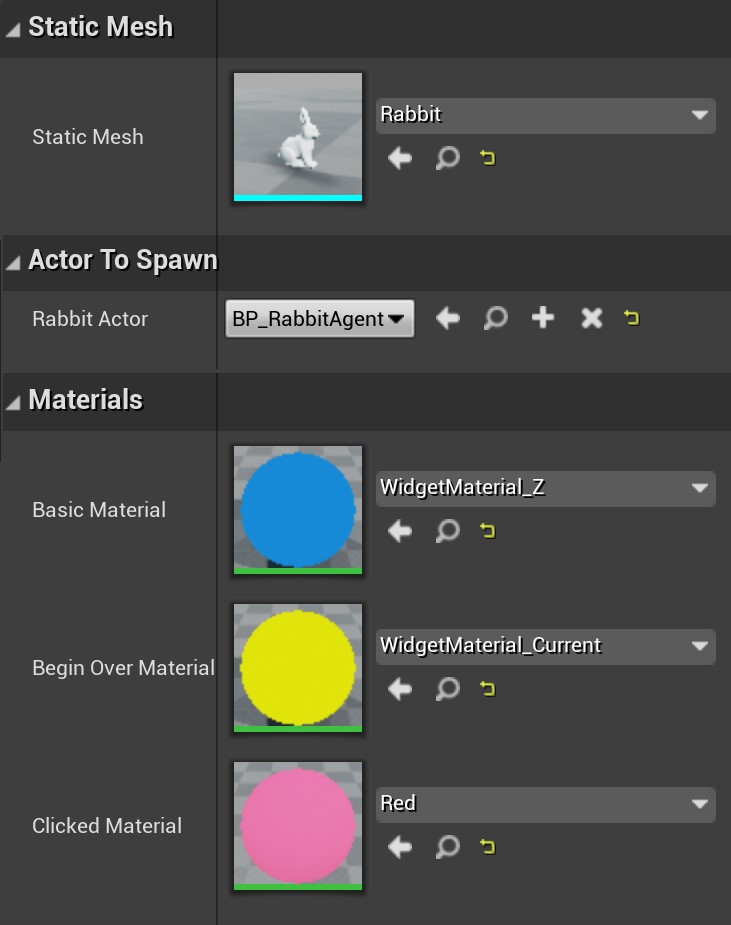 Static Mesh
Static Mesh
Rabbit
Actor To Spawn
Rabbit Actor
BP_RabbitAgent
Materials
Basic Material
WidgetMaterial_Z
Begin Over Material
WidgetMaterial_Current
Clicked Material
Red